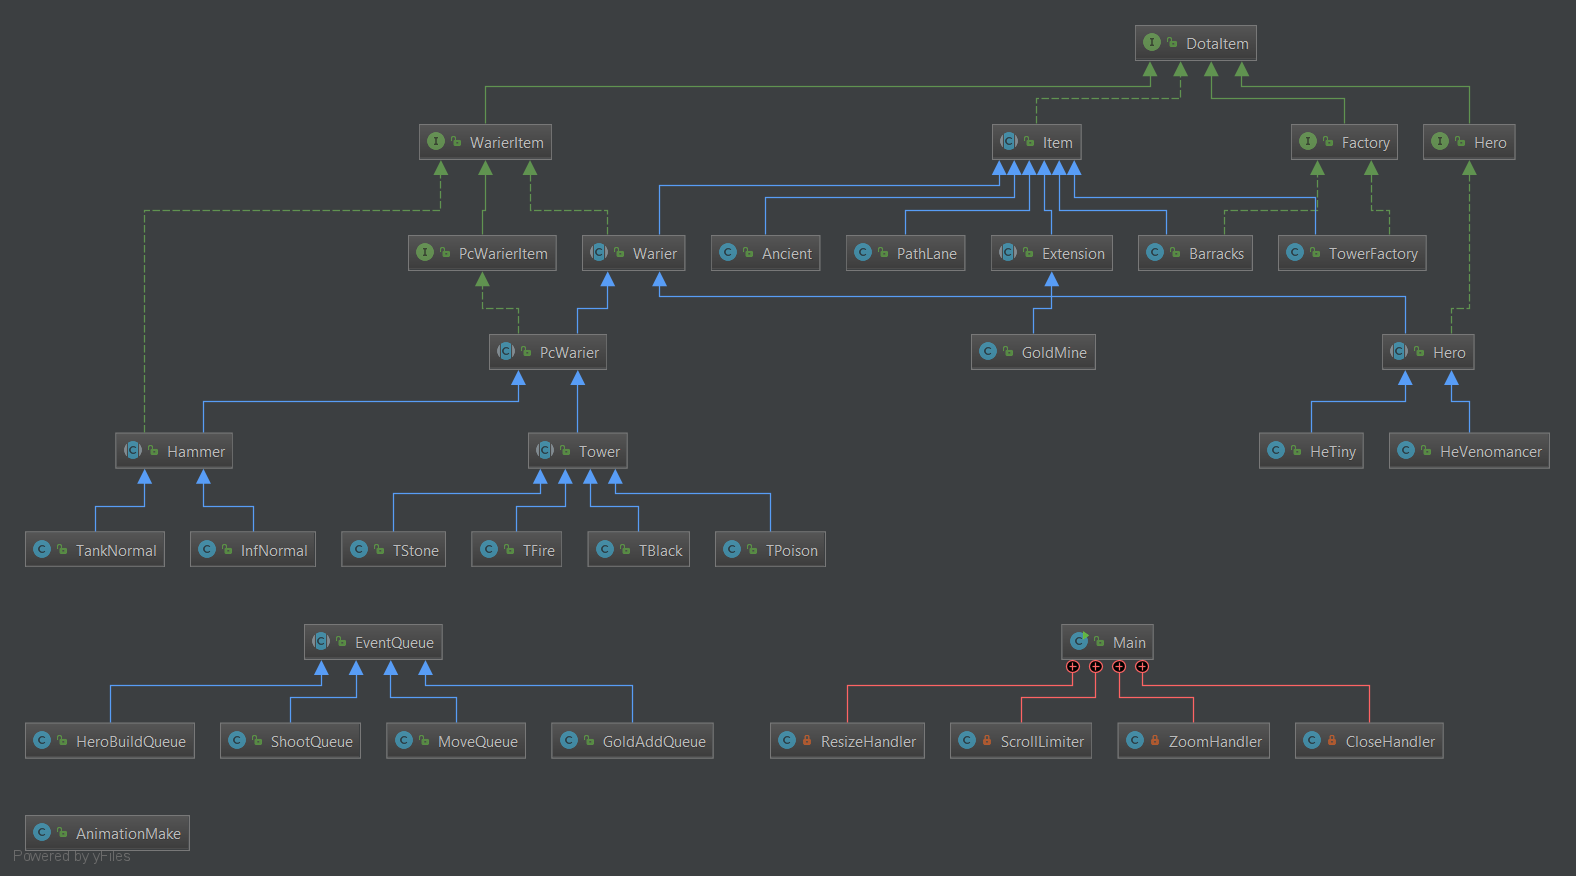 DotaItem
WarierItem
Item
Factory
Hero
PcWarierItem
Warier
Ancient
PathLane
Extension
Barracks
TowerFactory
PcWarier
GoldMine
Hero
Hammer
Tower
HeTiny
HeVenomancer
TankNormal
InfNormal
TStone
TFire
TBlack
TPoison
EventQueue
Main
HeroBuildQueue
ShootQueue
MoveQueue
GoldAddQueue
ResizeHandler
ScrollLimiter
ZoomHandler
CloseHandler
AnimationMake
Powered by yFiles